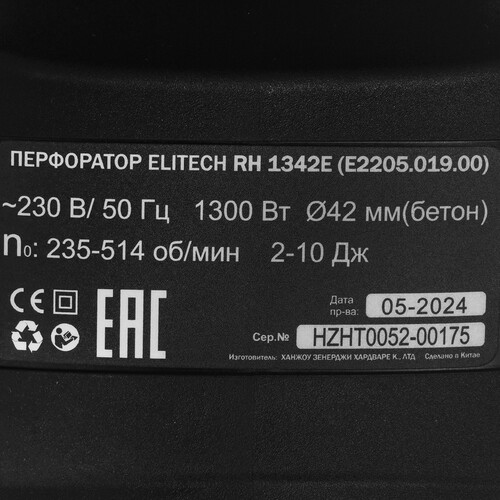 ПЕРФОРАТОР ELITECH RH 1342E (E2205.019.00)
~230 В/ 50 Гц 1300 Вт Ø42 мм(бетон)
n₀: 235-514 об/мин 2-10 Дж
CE EAC
Дата пр-ва: 05-2024
Сер.№ HZHT0052-00175
Изготовитель: ХАНЖОУ ЗЕНЕРДЖИ ХАРДВАРЕ К., ЛТД Сделано в Китае